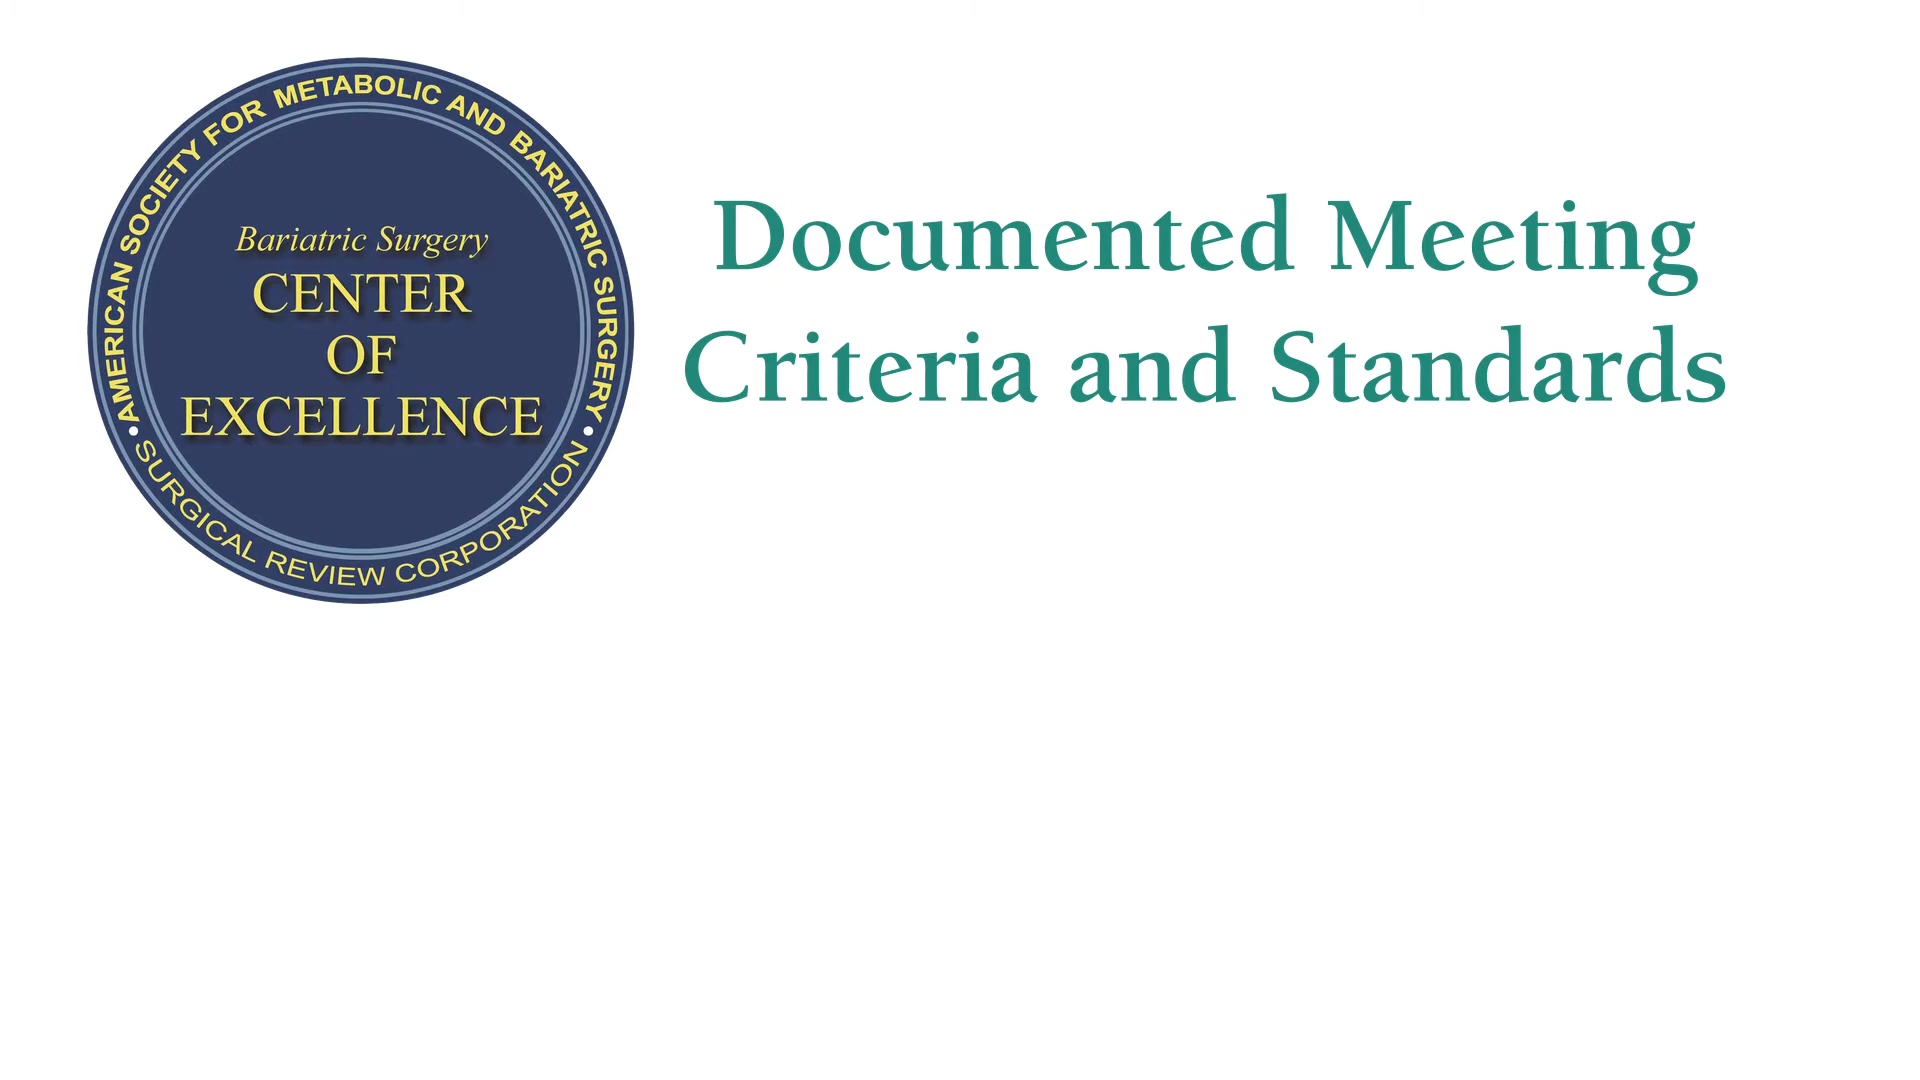 AMERICAN SOCIETY FOR METABOLIC AND BARIATRIC SURGERY
Bariatric Surgery
CENTER
OF
EXCELLENCE
SURGICAL REVIEW CORPORATION
Documented Meeting
Criteria and Standards